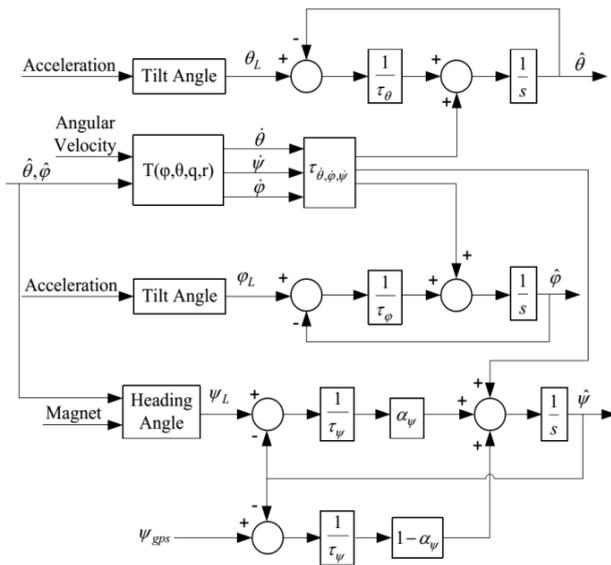 -
Acceleration
Tilt Angle
θ_L
+
1/τ_θ
+
+
1/s
θ̂
Angular
Velocity
θ̂, φ̂
T(φ,θ,q,r)
θ̇
ψ̇
φ̇
τ_θ̇,φ̇,ψ̇
Acceleration
Tilt Angle
φ_L
+
-
1/τ_φ
+
+
1/s
φ̂
Magnet
Heading
Angle
ψ_L
+
-
1/τ_ψ
α_ψ
+
+
+
1/s
ψ̂
ψ_gps
+
-
1/τ_ψ
1-α_ψ